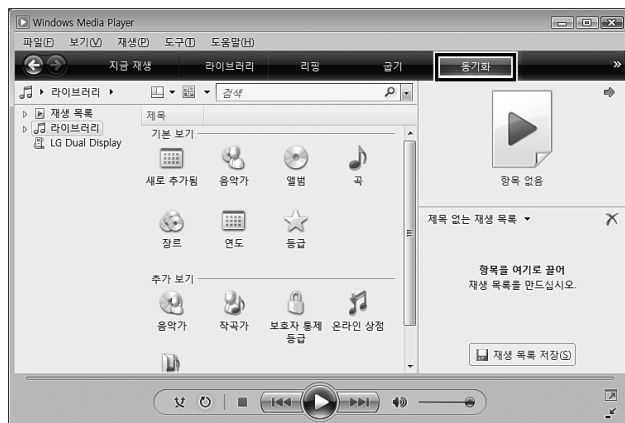 Windows Media Player
파일(F) 보기(V) 재생(P) 도구(T) 도움말(H)
지금 재생 라이브러리 리핑 굽기 동기화 »
라이브러리 검색
재생 목록
라이브러리
LG Dual Display
제목
기본 보기
새로 추가됨 음악가 앨범 곡
장르 연도 등급
추가 보기
음악가 작곡가 보호자 통제 등급 온라인 상점
항목 없음
제목 없는 재생 목록
항목을 여기로 끌어
재생 목록을 만드십시오.
재생 목록 저장(S)